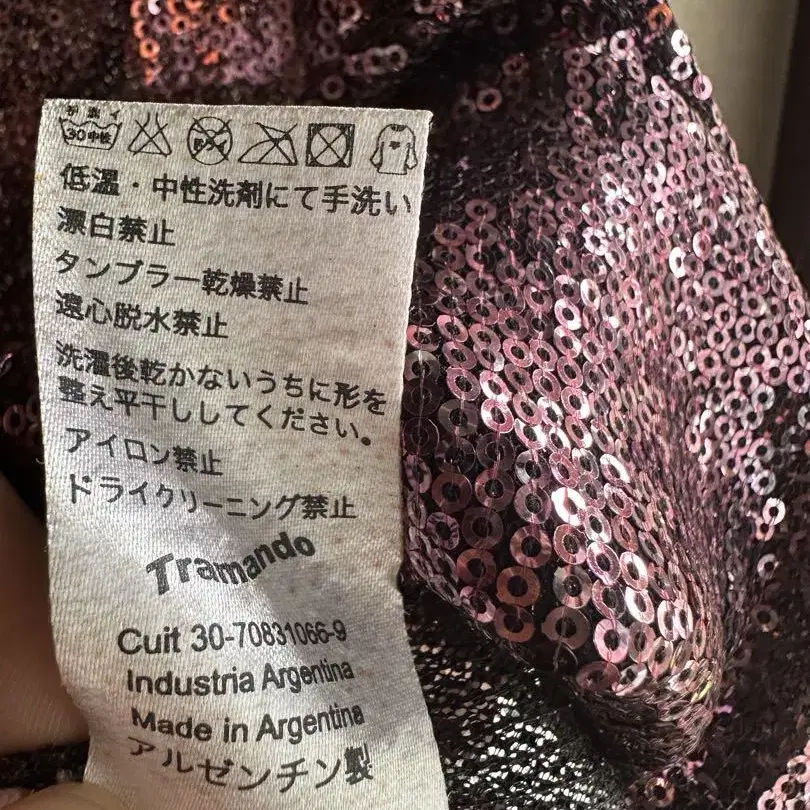 30 中性
ドライ
低温・中性洗剤にて手洗い
漂白禁止
タンブラー乾燥禁止
遠心脱水禁止
洗濯後乾かないうちに形を
整え平干ししてください。
アイロン禁止
ドライクリーニング禁止
Tramando
Cuit 30-70831066-9
Industria Argentina
Made in Argentina
アルゼンチン製